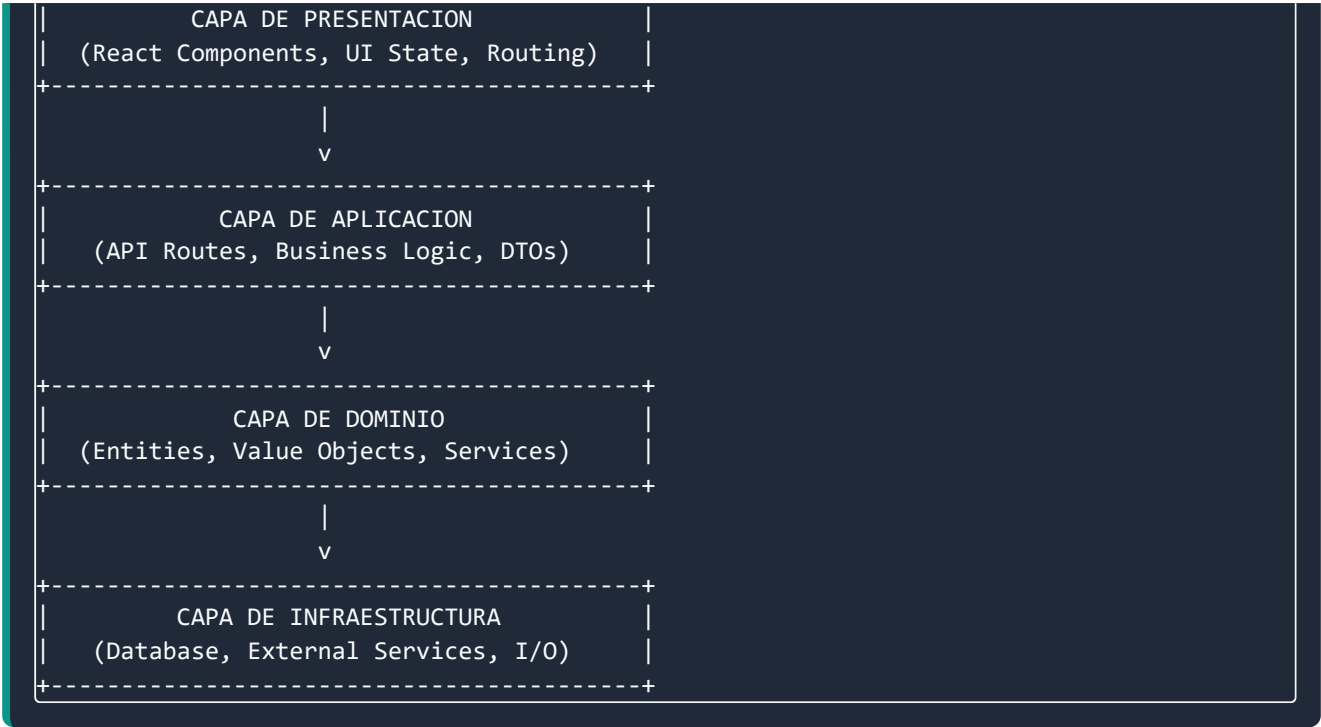 |          CAPA DE PRESENTACION            |
|  (React Components, UI State, Routing)   |
+------------------------------------------+
                    |
                    v
+------------------------------------------+
|            CAPA DE APLICACION            |
|   (API Routes, Business Logic, DTOs)     |
+------------------------------------------+
                    |
                    v
+------------------------------------------+
|             CAPA DE DOMINIO              |
|  (Entities, Value Objects, Services)     |
+------------------------------------------+
                    |
                    v
+------------------------------------------+
|         CAPA DE INFRAESTRUCTURA          |
|   (Database, External Services, I/O)     |
+------------------------------------------+